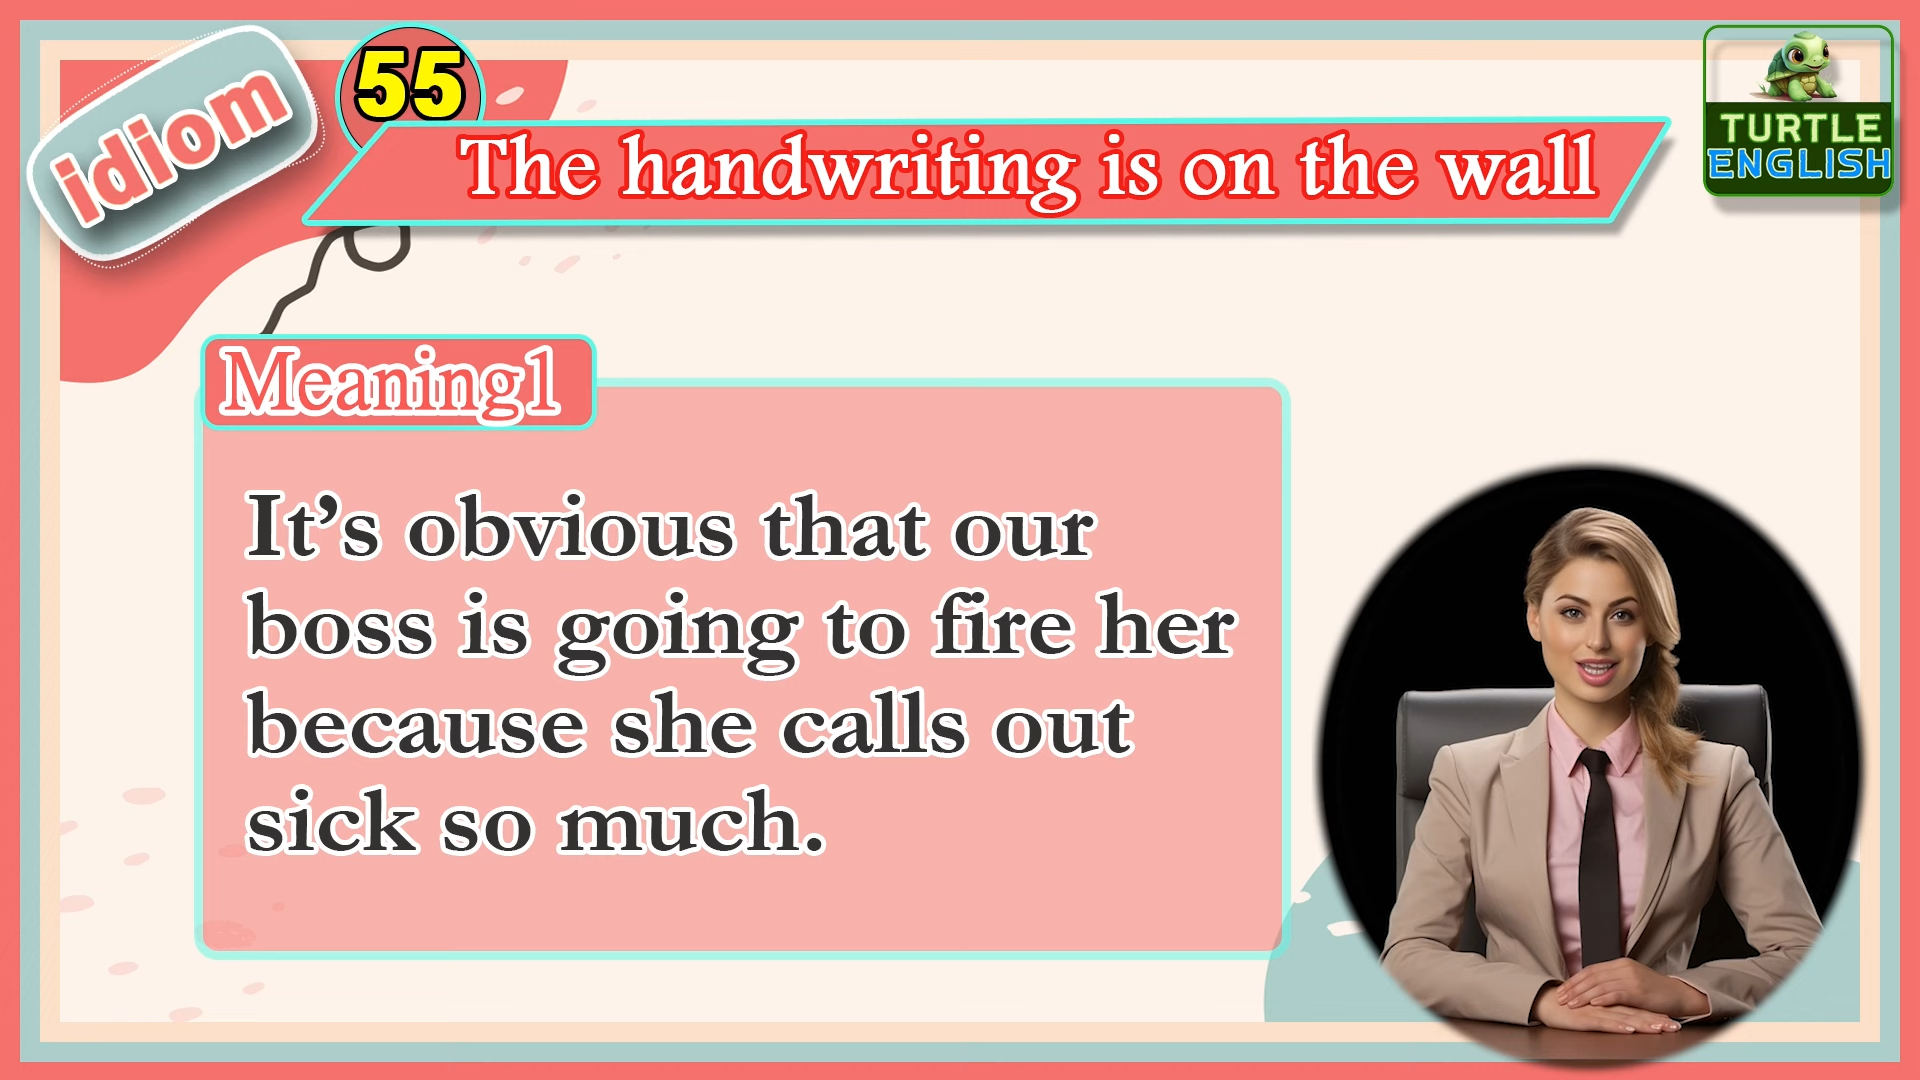 idiom
55
The handwriting is on the wall
TURTLE
ENGLISH
Meaning1
It’s obvious that our
boss is going to fire her
because she calls out
sick so much.